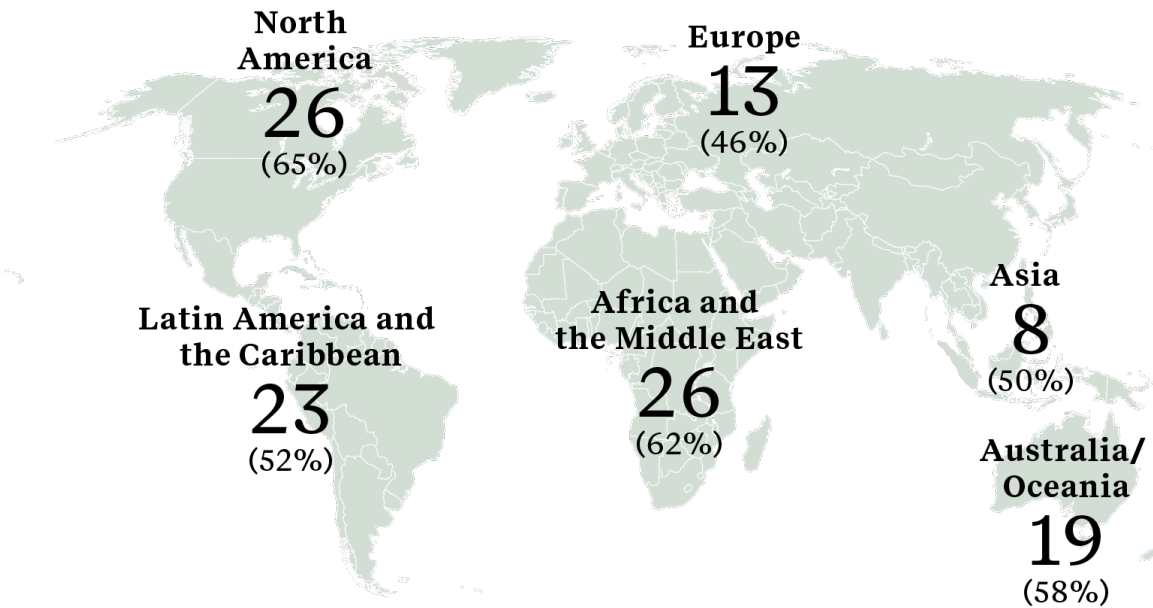 North
America
26
(65%)
Europe
13
(46%)
Latin America and
the Caribbean
23
(52%)
Africa and
the Middle East
26
(62%)
Asia
8
(50%)
Australia/
Oceania
19
(58%)